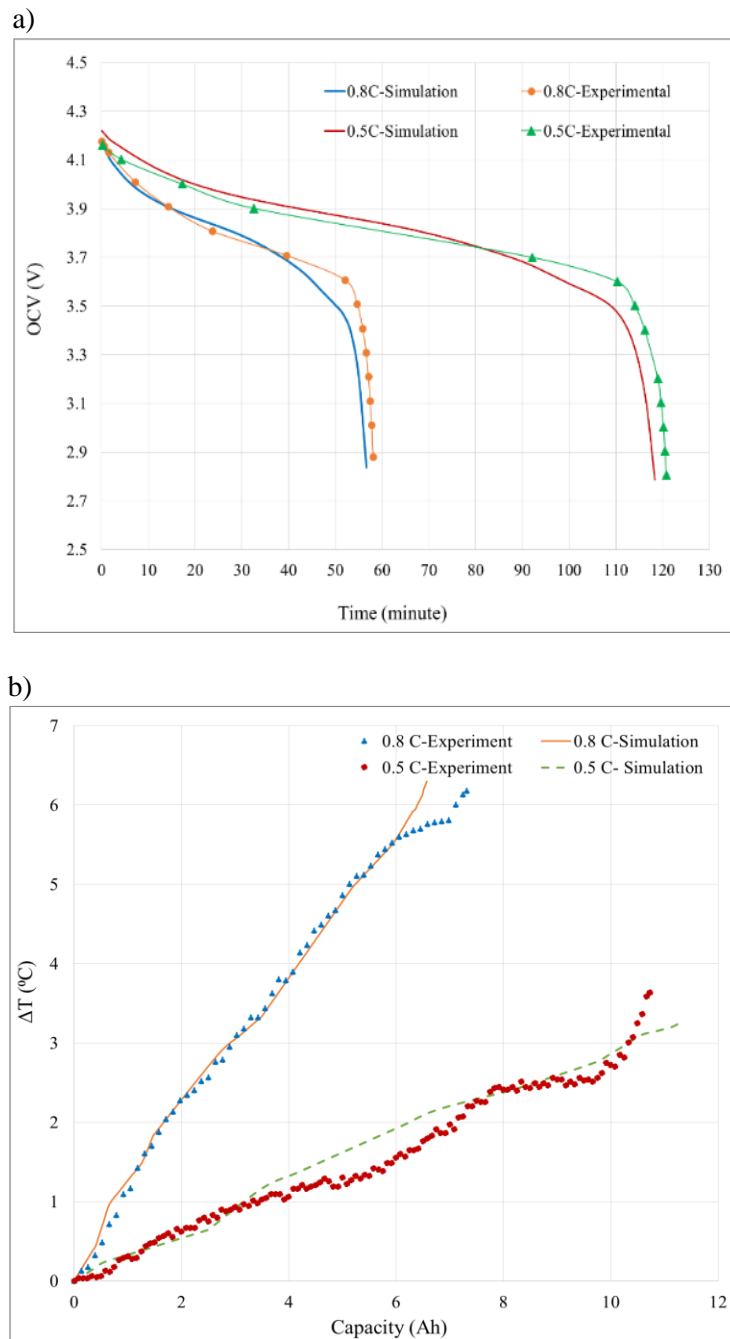 a)
4.5
4.3
4.1
3.9
3.7
3.5
3.3
3.1
2.9
2.7
2.5
OCV (V)
0.8C-Simulation 0.8C-Experimental
0.5C-Simulation 0.5C-Experimental
0 10 20 30 40 50 60 70 80 90 100 110 120 130
Time (minute)
b)
7
6
5
4
3
2
1
0
ΔT (⁰C)
0.8 C-Experiment 0.8 C-Simulation
0.5 C-Experiment 0.5 C- Simulation
0 2 4 6 8 10 12
Capacity (Ah)